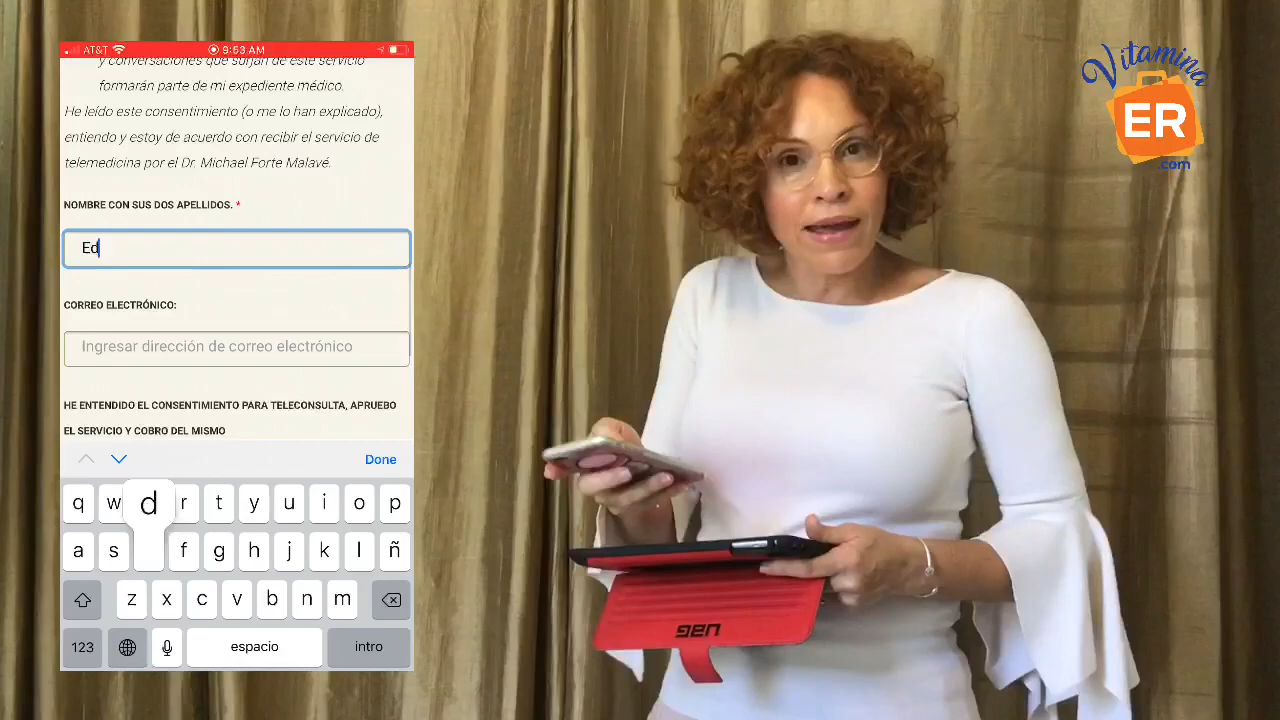 AT&T 9:53 AM
y conversaciones que surjan de este servicio
formarán parte de mi expediente médico.
He leído este consentimiento (o me lo han explicado),
entiendo y estoy de acuerdo con recibir el servicio de
telemedicina por el Dr. Michael Forte Malavé.
NOMBRE CON SUS DOS APELLIDOS. *
Ed
CORREO ELECTRÓNICO:
Ingresar dirección de correo electrónico
HE ENTENDIDO EL CONSENTIMIENTO PARA TELECONSULTA, APRUEBO
EL SERVICIO Y COBRO DEL MISMO
Done
q w d r t y u i o p
a s f g h j k l ñ
z x c v b n m
123 espacio intro
Vitamina
ER
.com
UAG